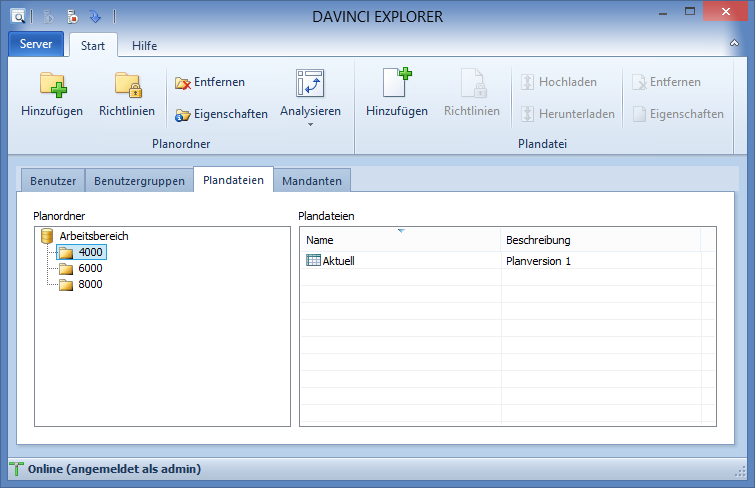 DAVINCI EXPLORER
Server Start Hilfe
Hinzufügen Richtlinien Entfernen Eigenschaften Analysieren
Planordner
Hinzufügen Richtlinien Hochladen Herunterladen Entfernen Eigenschaften
Plandatei
Benutzer Benutzergruppen Plandateien Mandanten
Planordner
Arbeitsbereich
4000
6000
8000
Plandateien
Name Beschreibung
Aktuell Planversion 1
Online (angemeldet als admin)